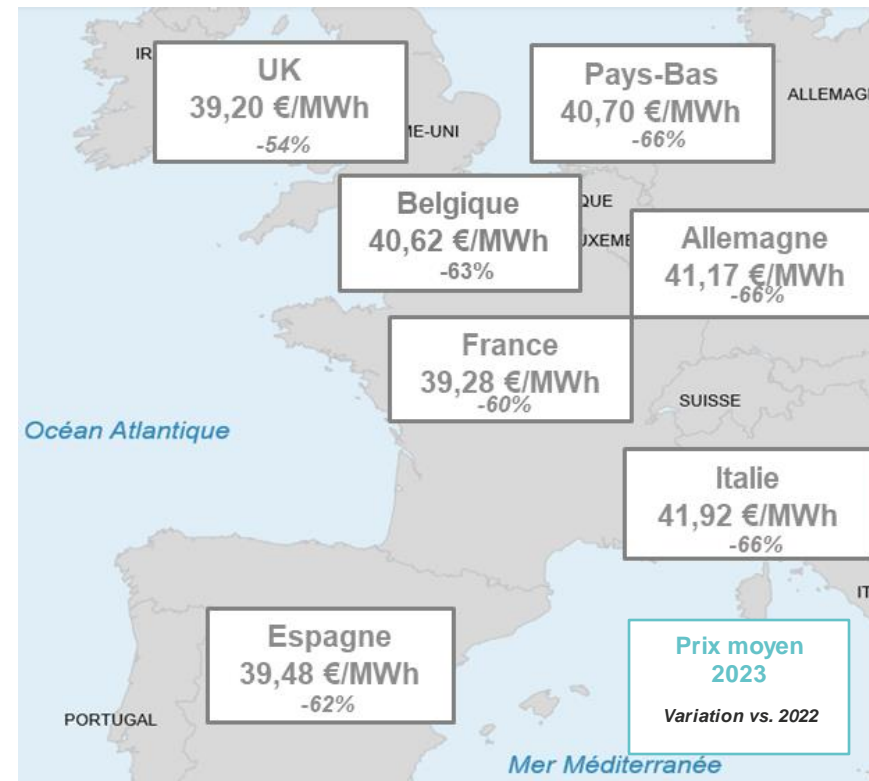 IR
UK
39,20 €/MWh
-54%
ME-UNI
Pays-Bas
40,70 €/MWh
-66%
ALLEMAG
Belgique
40,62 €/MWh
-63%
QUE
UXEME
Allemagne
41,17 €/MWh
-66%
France
39,28 €/MWh
-60%
SUISSE
Océan Atlantique
Italie
41,92 €/MWh
-66%
IT
Espagne
39,48 €/MWh
-62%
PORTUGAL
Prix moyen
2023
Variation vs. 2022
Mer Méditerranée